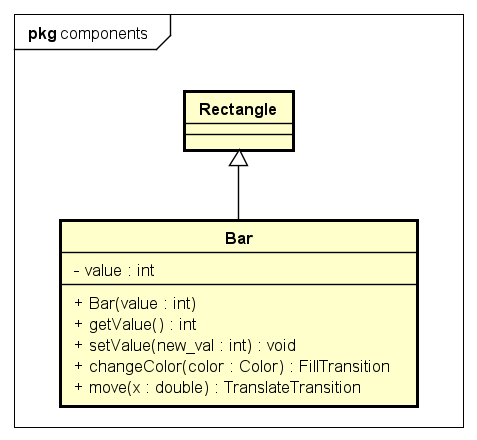 pkg components
Rectangle
Bar
- value : int
+ Bar(value : int)
+ getValue() : int
+ setValue(new_val : int) : void
+ changeColor(color : Color) : FillTransition
+ move(x : double) : TranslateTransition